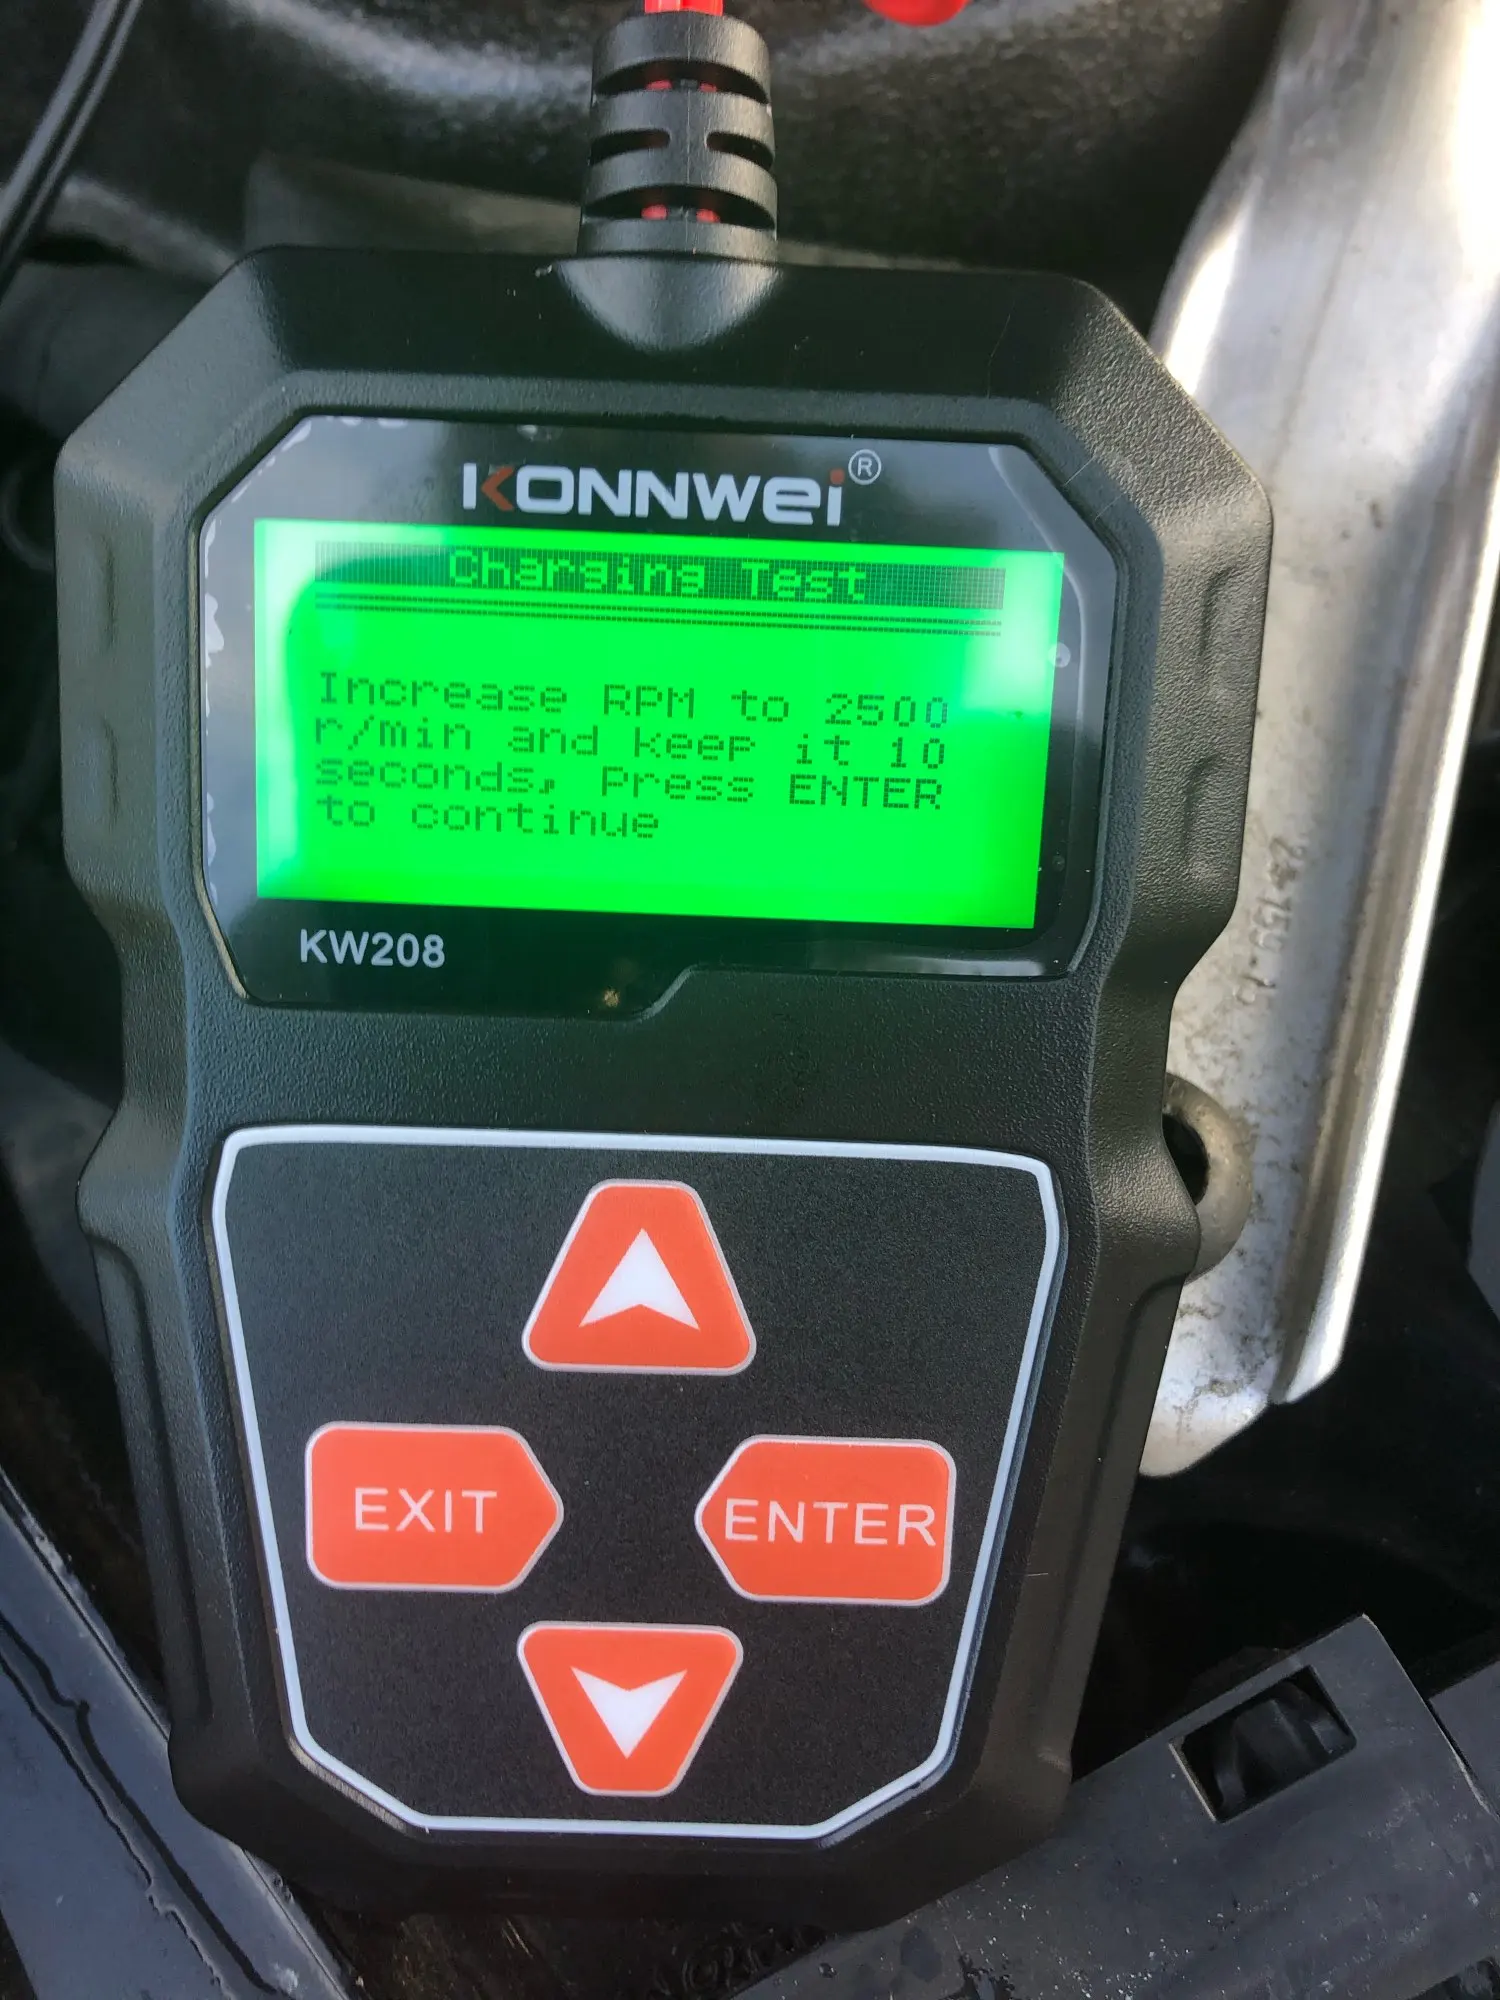 KONNWEI®
Charging Test
Increase RPM to 2500
r/min and keep it 10
seconds, press ENTER
to continue
KW208
EXIT
ENTER